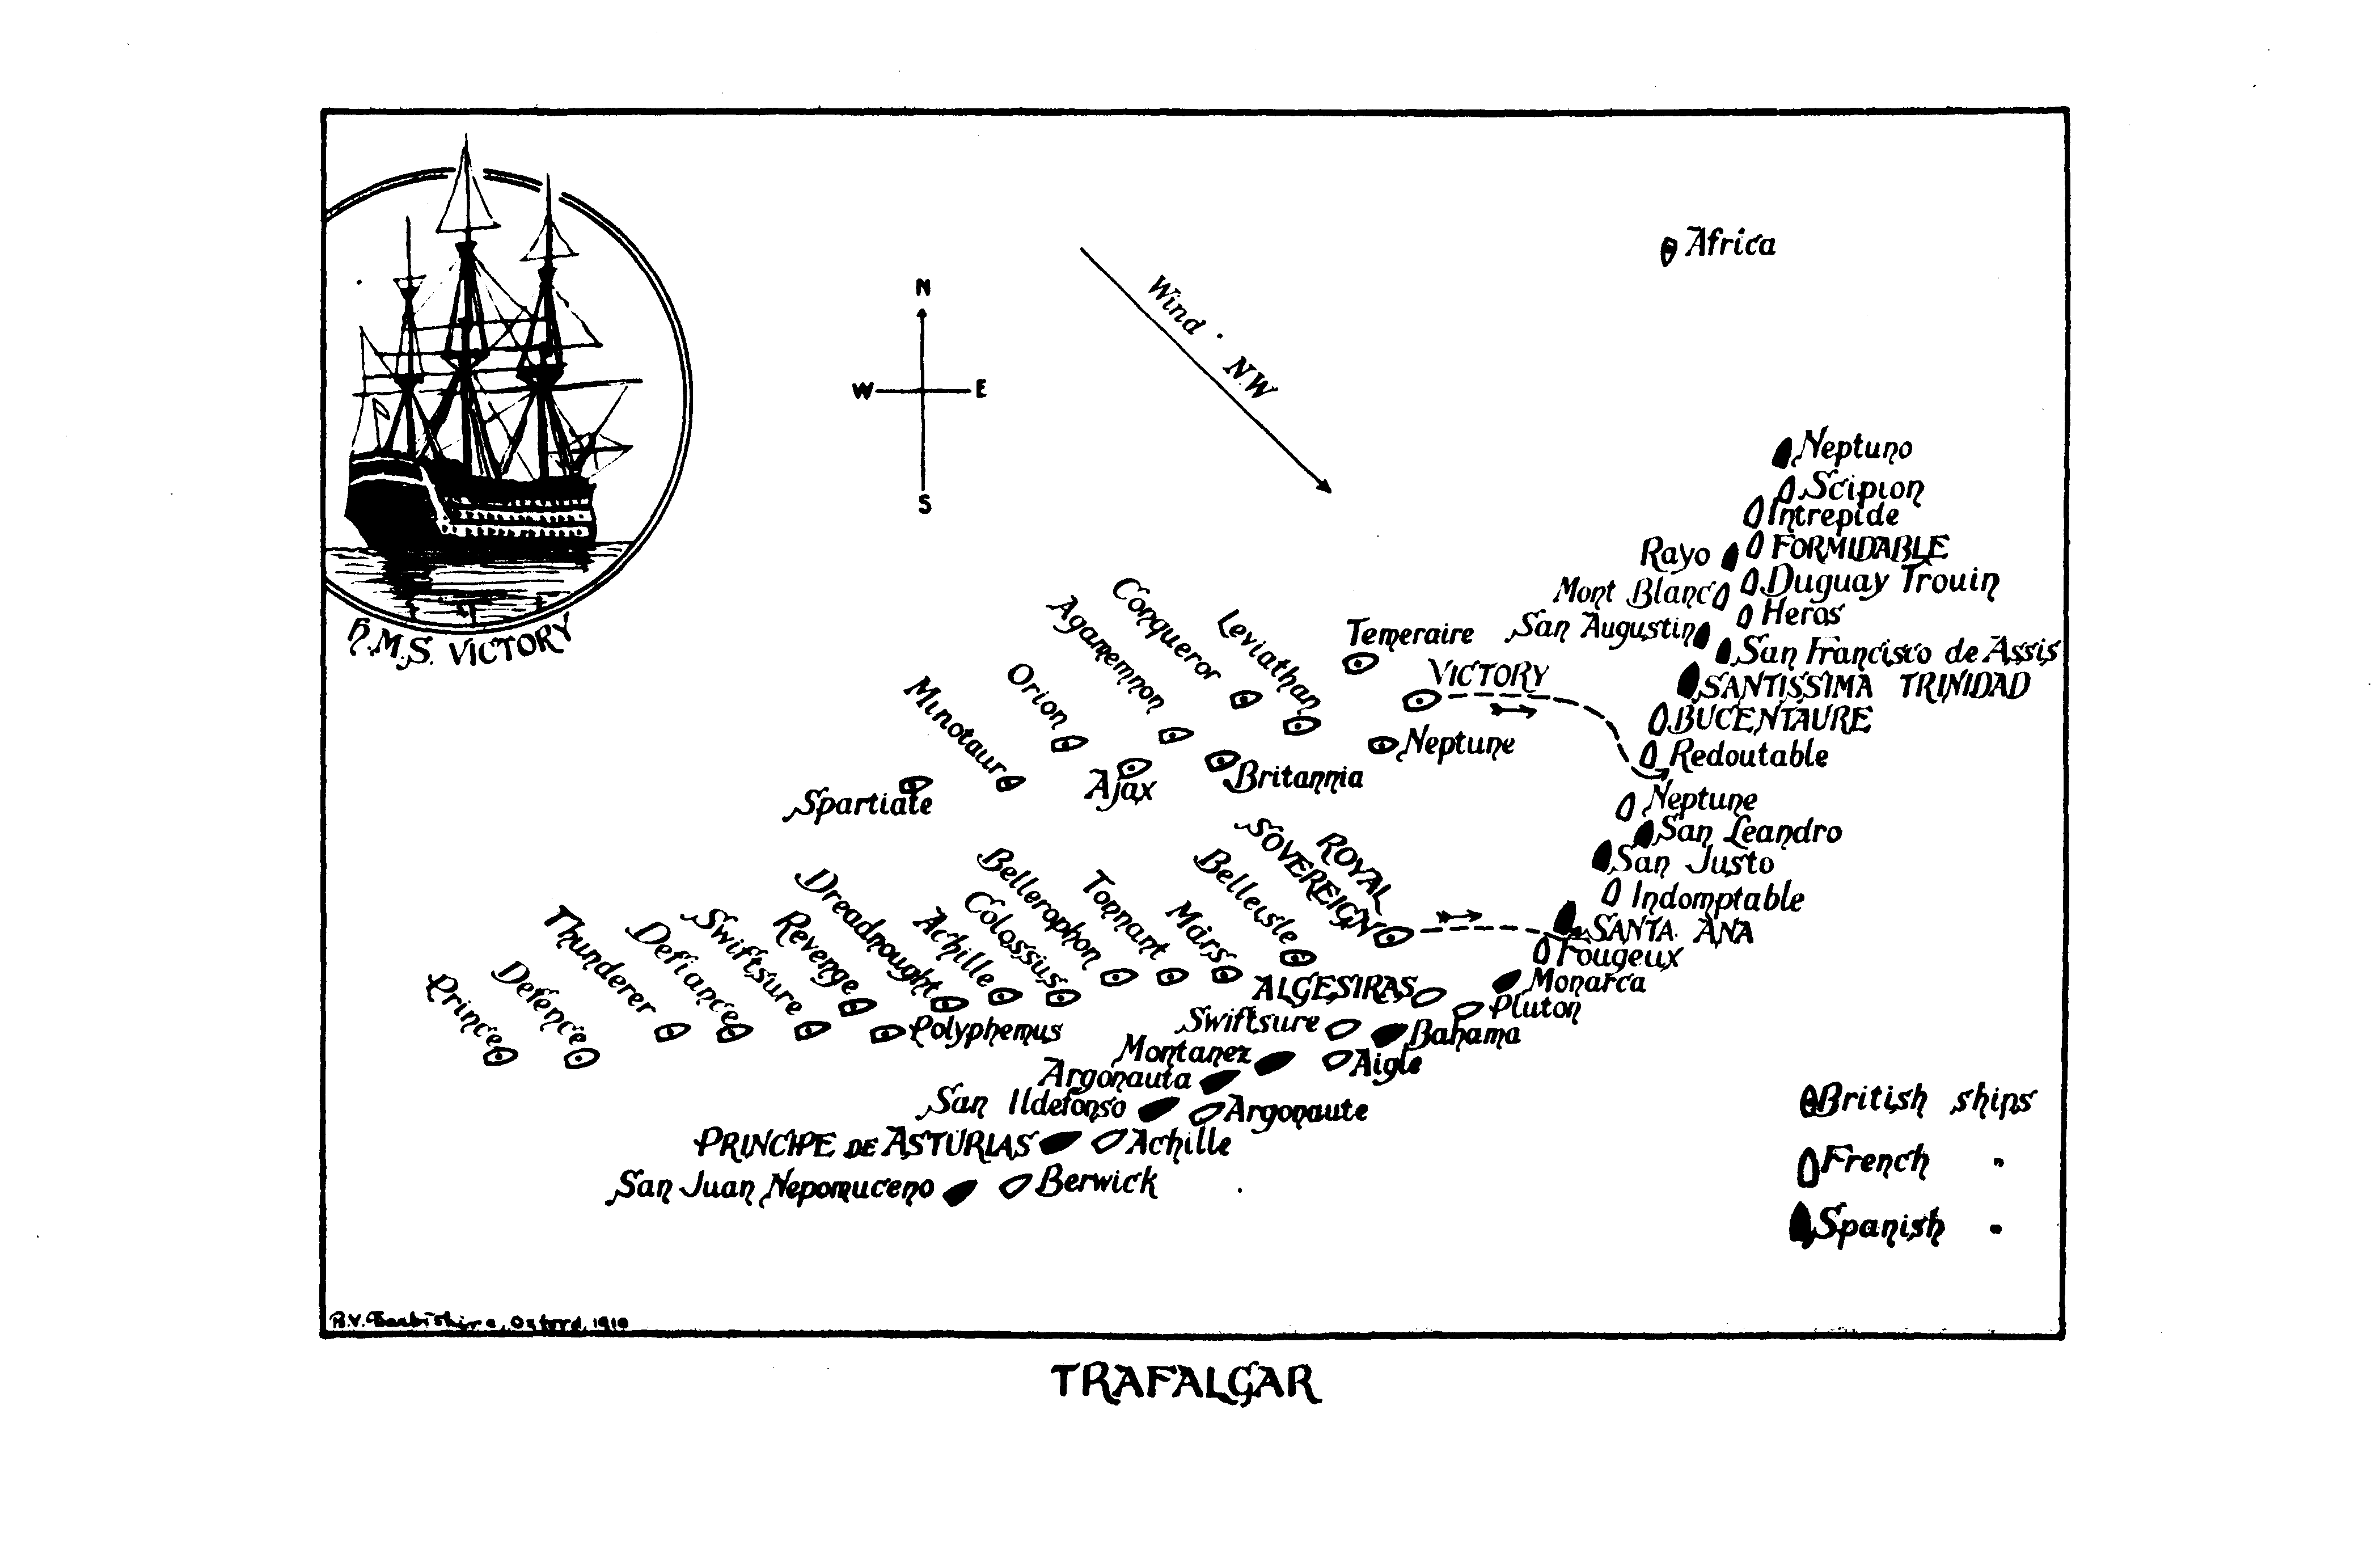 Africa
N
Wind . N.W
W E
S
H.M.S. VICTORY
Neptuno
Scipion
Intrepide
Rayo
FORMIDABLE
Mont Blanc
Duguay Trouin
San Augustin
Heros
San Francisco de Assis
SANTISSIMA TRINIDAD
BUCENTAURE
Redoutable
Neptune
San Leandro
San Justo
Indomptable
SANTA ANA
Fougeux
Monarca
Pluton
ALGESIRAS
Bahama
Swiftsure
Aigle
Montanez
Argonauta
San Ildefonso
Argonaute
PRINCIPE DE ASTURIAS
Achille
San Juan Nepomuceno
Berwick
Temeraire
VICTORY
Neptune
Leviathan
Conqueror
Agamemnon
Britannia
Orion
Ajax
Minotaur
Spartiate
ROYAL
SOVEREIGN
Belleisle
Mars
Tonnant
Bellerophon
Colossus
Achille
Dreadnought
Polyphemus
Revenge
Swiftsure
Defiance
Thunderer
Defence
Prince
British ships
French "
Spanish "
R.V. Darbishire, Oxford, 1910
TRAFALGAR